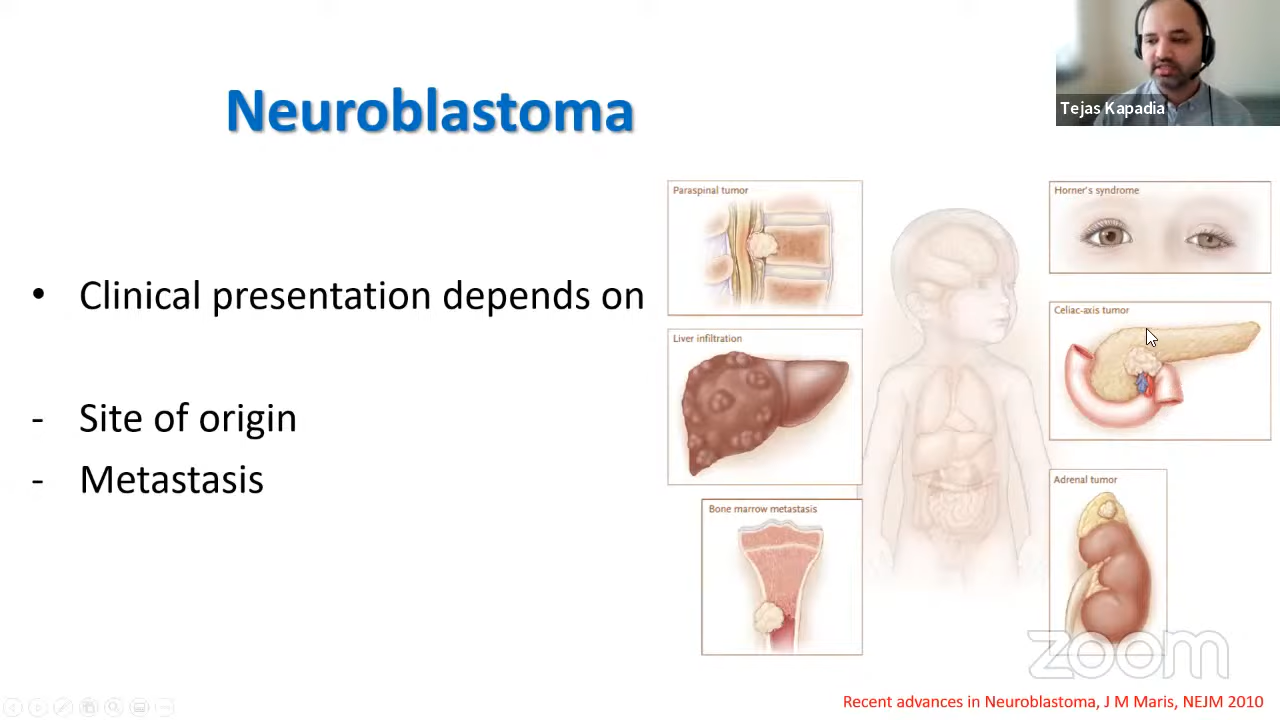 Tejas Kapadia
Neuroblastoma
• Clinical presentation depends on
- Site of origin
- Metastasis
Paraspinal tumor
Liver infiltration
Bone marrow metastasis
Horner's syndrome
Celiac-axis tumor
Adrenal tumor
zoom
Recent advances in Neuroblastoma, J M Maris, NEJM 2010